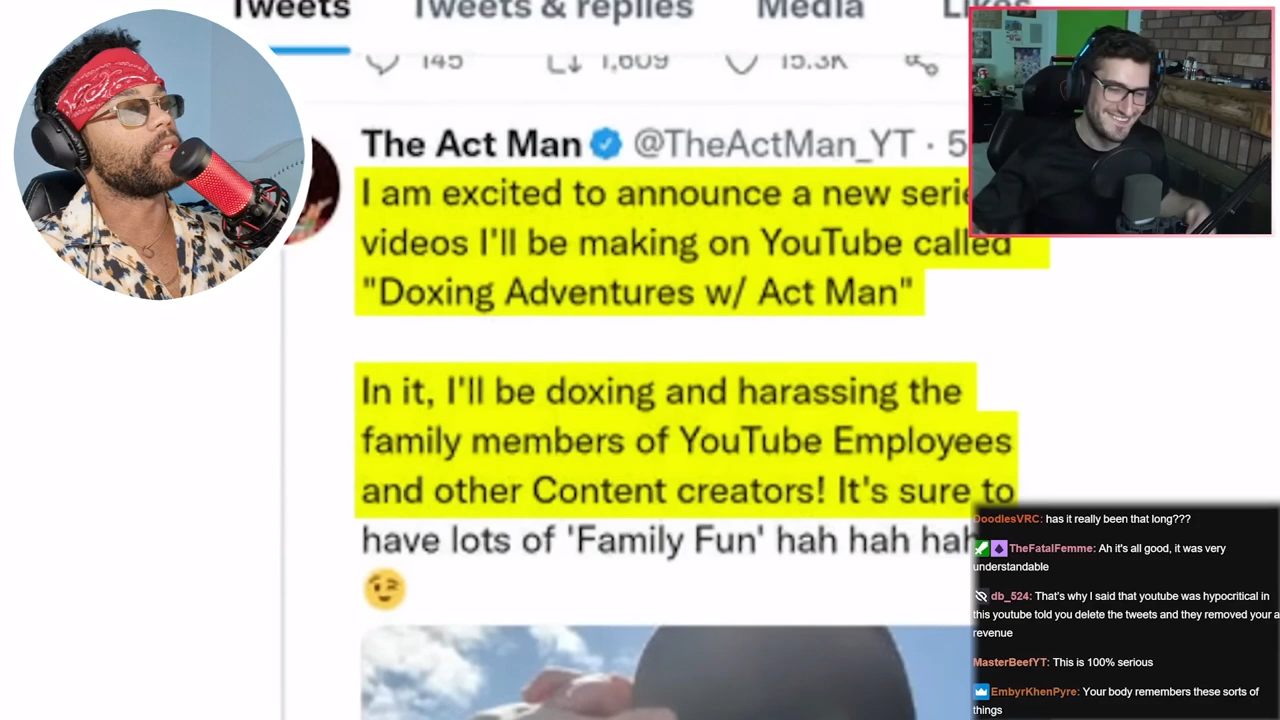 Tweets Tweets & replies Media Likes
145 1,609 15.3K
The Act Man @TheActMan_YT · 5
I am excited to announce a new serie
videos I'll be making on YouTube called
"Doxing Adventures w/ Act Man"
In it, I'll be doxing and harassing the
family members of YouTube Employees
and other Content creators! It's sure to
have lots of 'Family Fun' hah hah hah
😉
DoodlesVRC: has it really been that long???
TheFatalFemme: Ah it's all good, it was very
understandable
db_524: That's why I said that youtube was hypocritical in
this youtube told you delete the tweets and they removed your a
revenue
MasterBeefYT: This is 100% serious
EmbyrKhenPyre: Your body remembers these sorts of
things